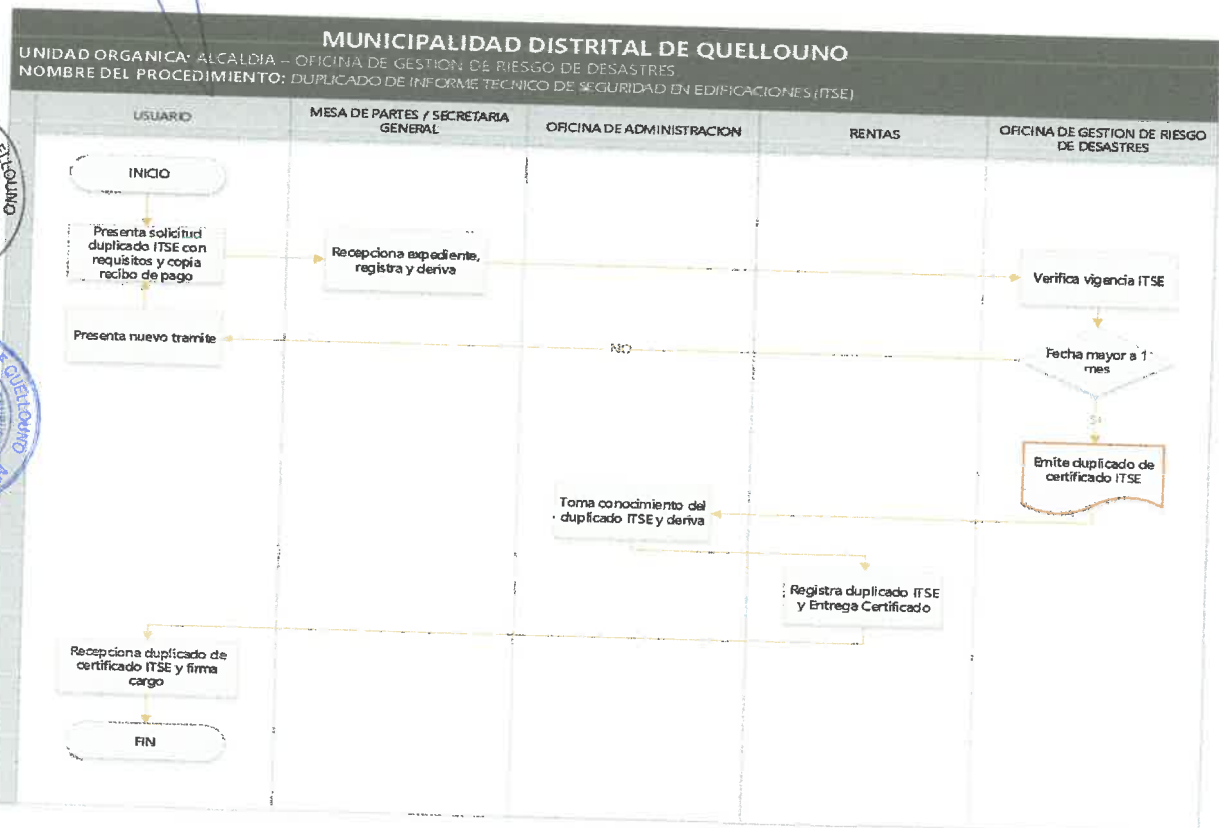 MUNICIPALIDAD DISTRITAL DE QUELLOUNO
UNIDAD ORGANICA: ALCALDIA – OFICINA DE GESTION DE RIESGO DE DESASTRES
NOMBRE DEL PROCEDIMIENTO: DUPLICADO DE INFORME TECNICO DE SEGURIDAD EN EDIFICACIONES (ITSE)
USUARIO
MESA DE PARTES / SECRETARIA
GENERAL
OFICINA DE ADMINISTRACION
RENTAS
OFICINA DE GESTION DE RIESGO
DE DESASTRES
INICIO
Presenta solicitud
duplicado ITSE con
requisitos y copia
recibo de pago
Recepciona expediente,
registra y deriva
Verifica vigencia ITSE
Presenta nuevo tramite
NO
Fecha mayor a 1
mes
SI
Emite duplicado de
certificado ITSE
Toma conocimiento del
duplicado ITSE y deriva
Registra duplicado ITSE
y Entrega Certificado
Recepciona duplicado de
certificado ITSE y firma
cargo
FIN
QUELLOUNO